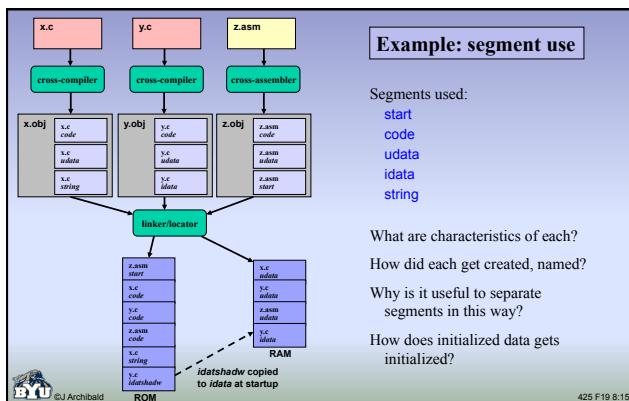 x.c
y.c
z.asm
Example: segment use
cross-compiler
cross-compiler
cross-assembler
Segments used:
start
code
udata
idata
string
x.obj
x.c
code
x.c
udata
x.c
string
y.obj
y.c
code
y.c
udata
y.c
idata
z.obj
z.asm
code
z.asm
udata
z.asm
start
linker/locator
What are characteristics of each?
How did each get created, named?
Why is it useful to separate
segments in this way?
How does initialized data gets
initialized?
z.asm
start
x.c
code
y.c
code
z.asm
code
x.c
string
y.c
idatshadw
ROM
x.c
udata
y.c
udata
z.asm
udata
y.c
idata
RAM
idatshadw copied
to idata at startup
BYU
©J Archibald
425 F19 8:15